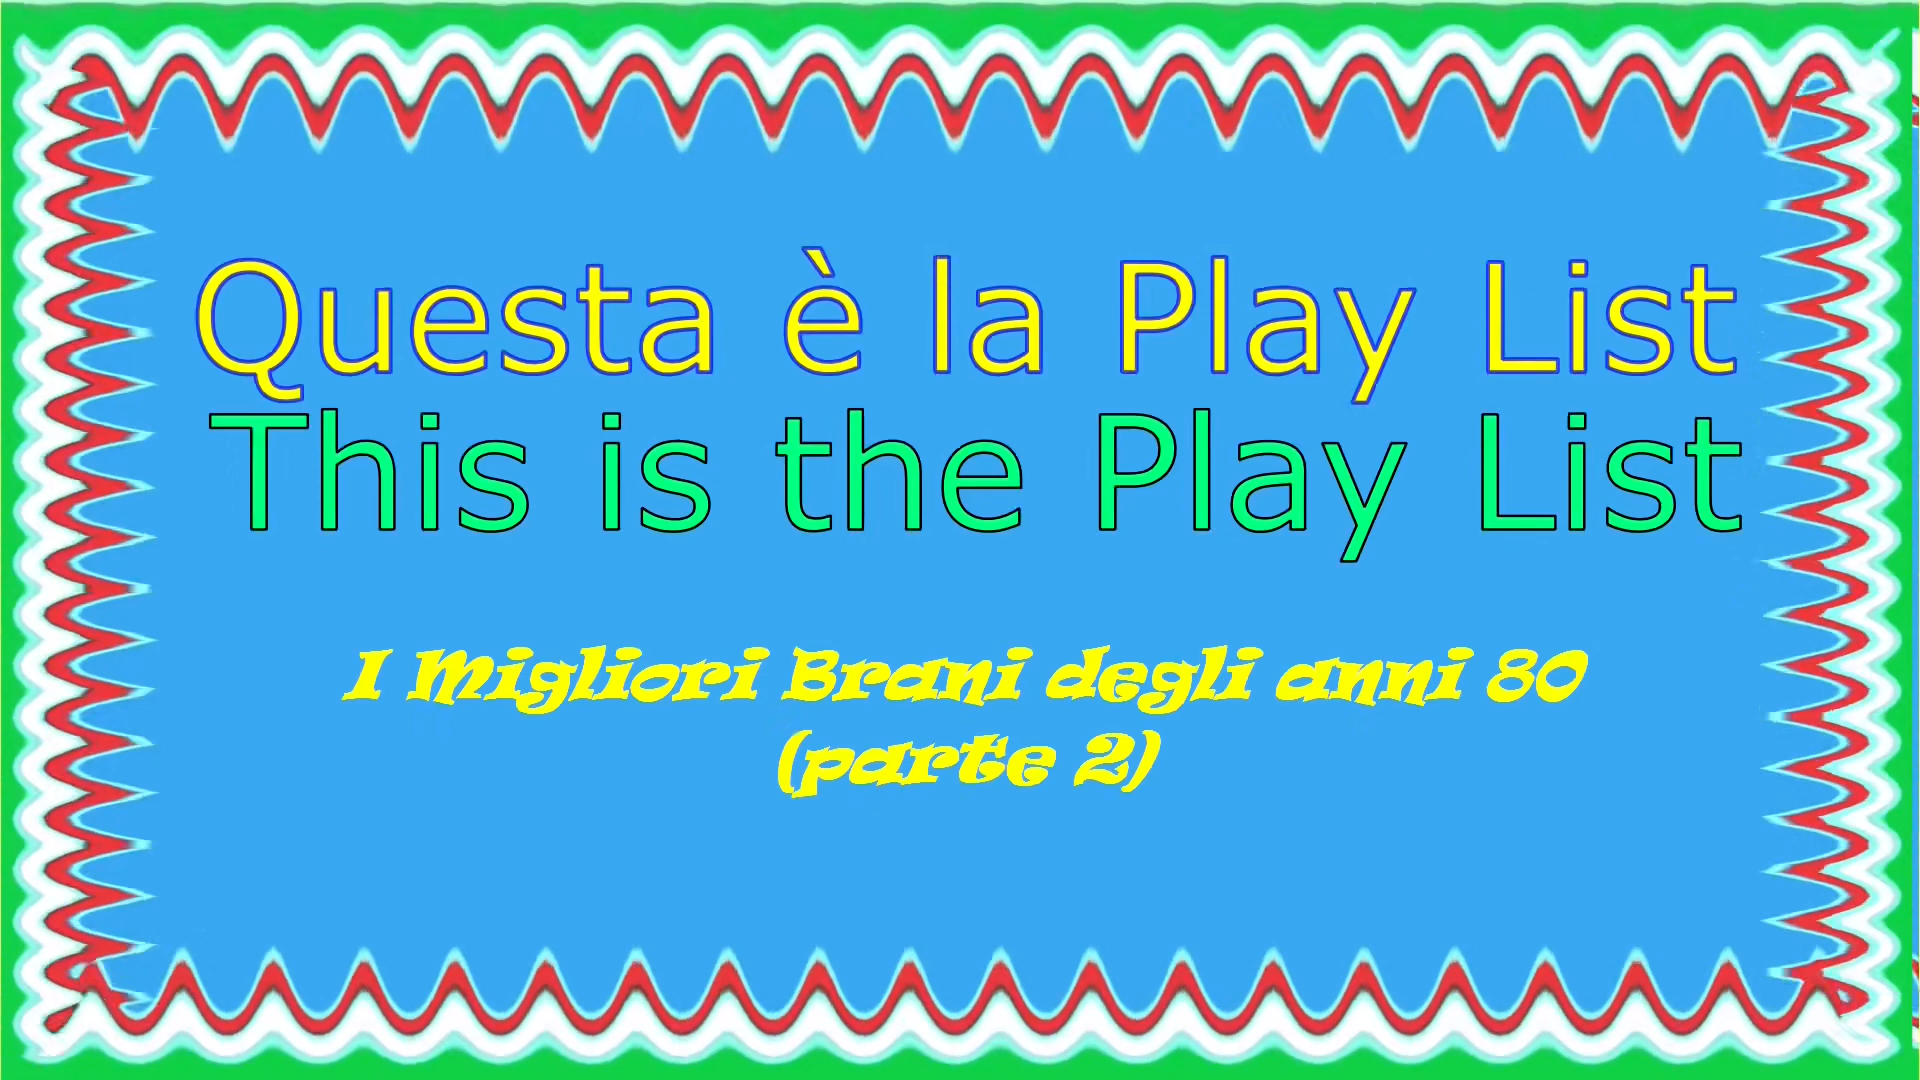 Questa è la Play List
This is the Play List
I Migliori Brani degli anni 80
(parte 2)